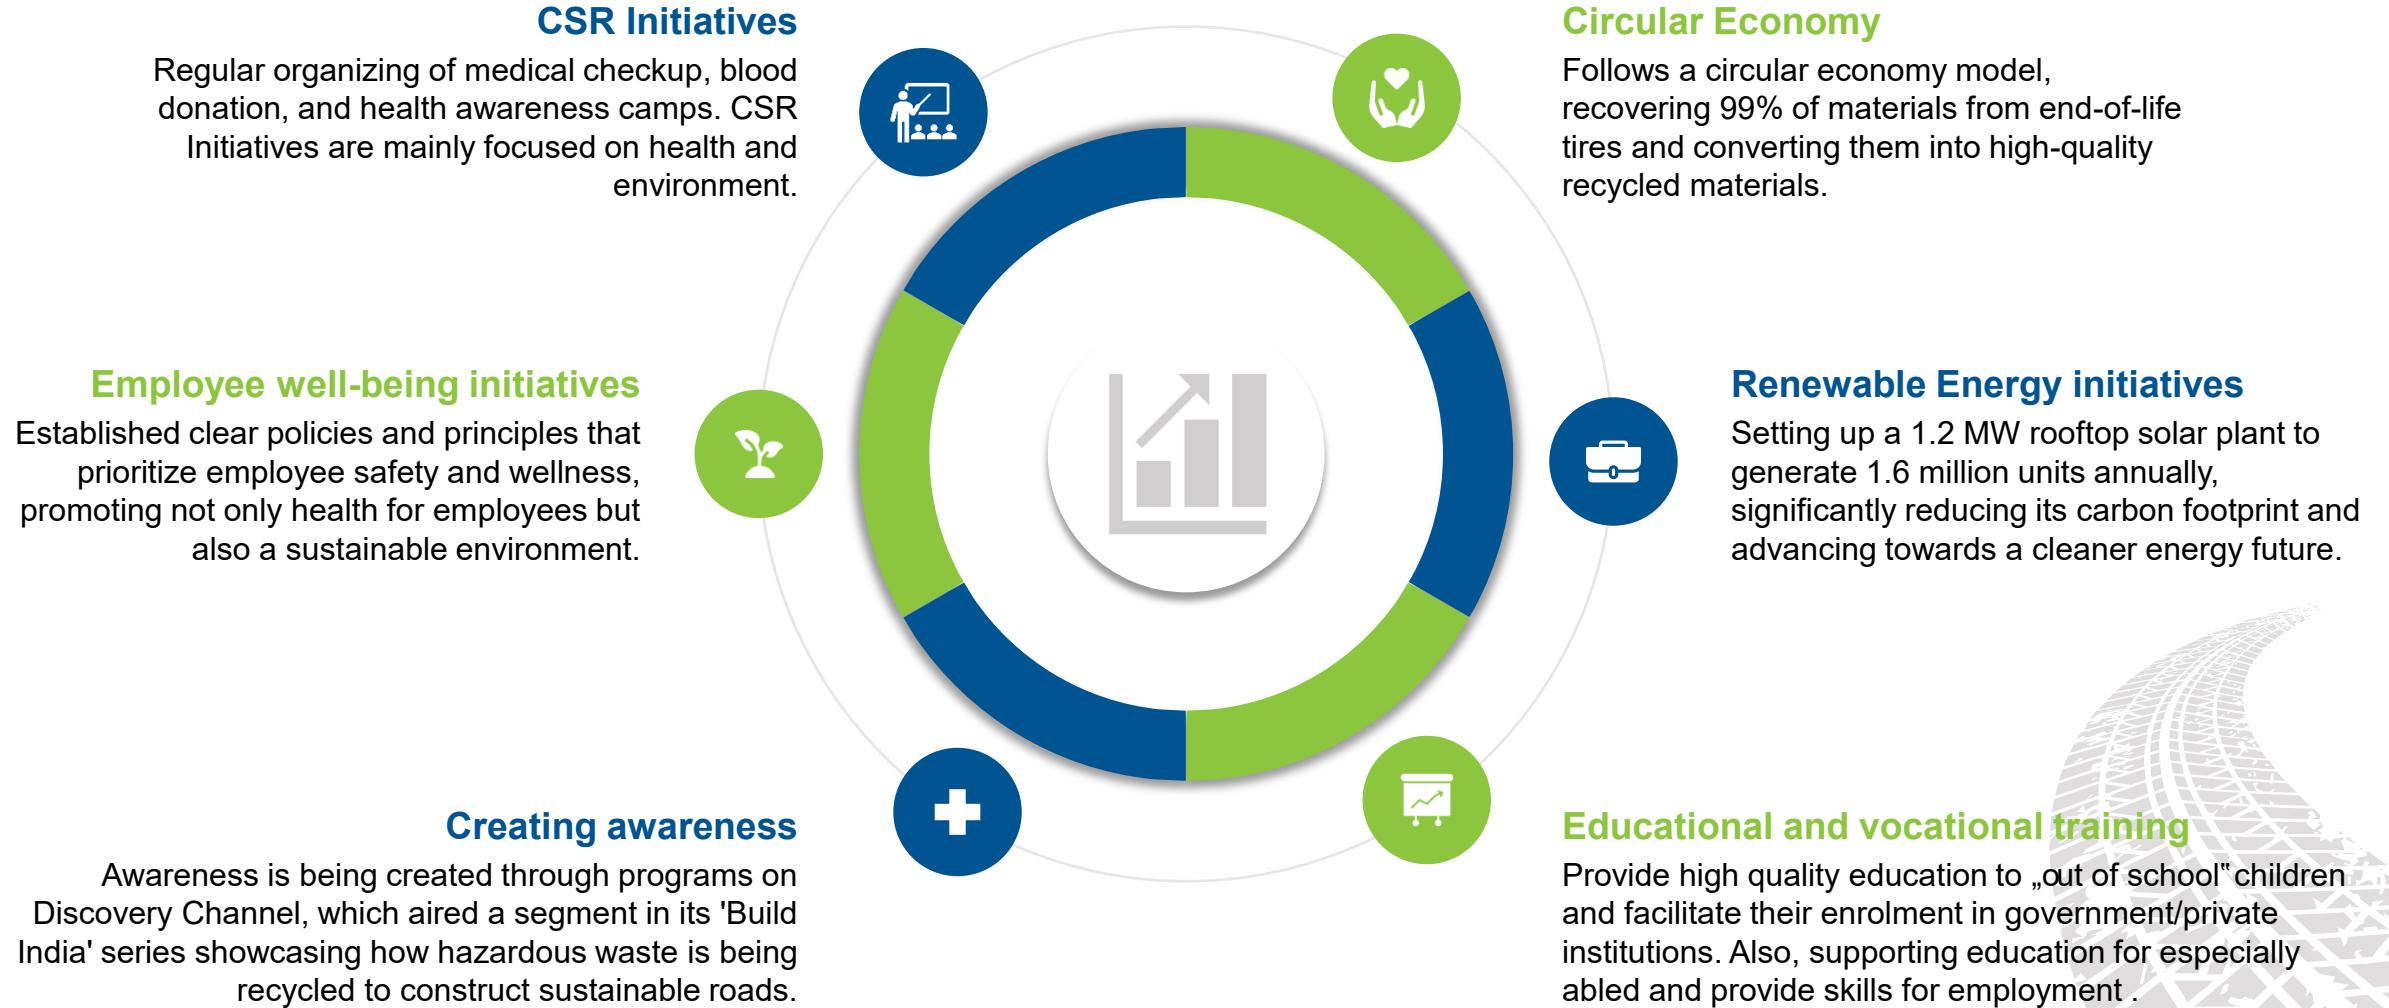 CSR Initiatives
Regular organizing of medical checkup, blood
donation, and health awareness camps. CSR
Initiatives are mainly focused on health and
environment.
Circular Economy
Follows a circular economy model,
recovering 99% of materials from end-of-life
tires and converting them into high-quality
recycled materials.
Employee well-being initiatives
Established clear policies and principles that
prioritize employee safety and wellness,
promoting not only health for employees but
also a sustainable environment.
Renewable Energy initiatives
Setting up a 1.2 MW rooftop solar plant to
generate 1.6 million units annually,
significantly reducing its carbon footprint and
advancing towards a cleaner energy future.
Creating awareness
Awareness is being created through programs on
Discovery Channel, which aired a segment in its 'Build
India' series showcasing how hazardous waste is being
recycled to construct sustainable roads.
Educational and vocational training
Provide high quality education to „out of school‟ children
and facilitate their enrolment in government/private
institutions. Also, supporting education for especially
abled and provide skills for employment .